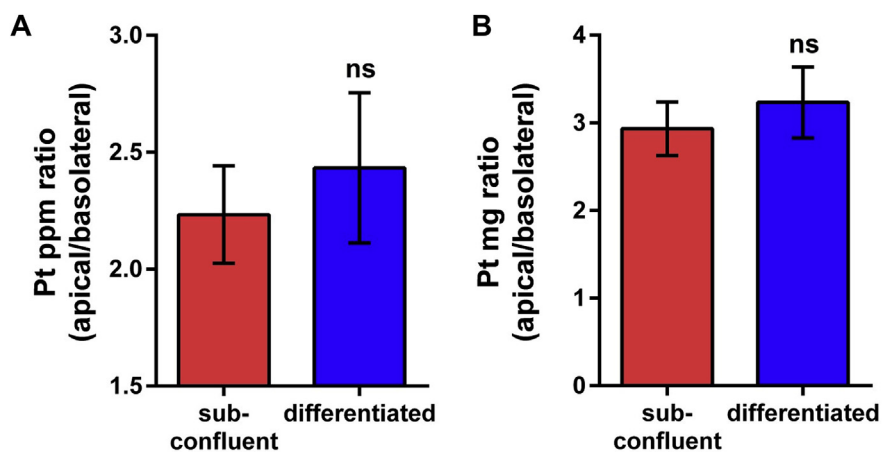 A
Pt ppm ratio
(apical/basolateral)
3.0
2.5
2.0
1.5
ns
sub-
confluent
differentiated
B
Pt mg ratio
(apical/basolateral)
4
3
2
1
0
ns
sub-
confluent
differentiated